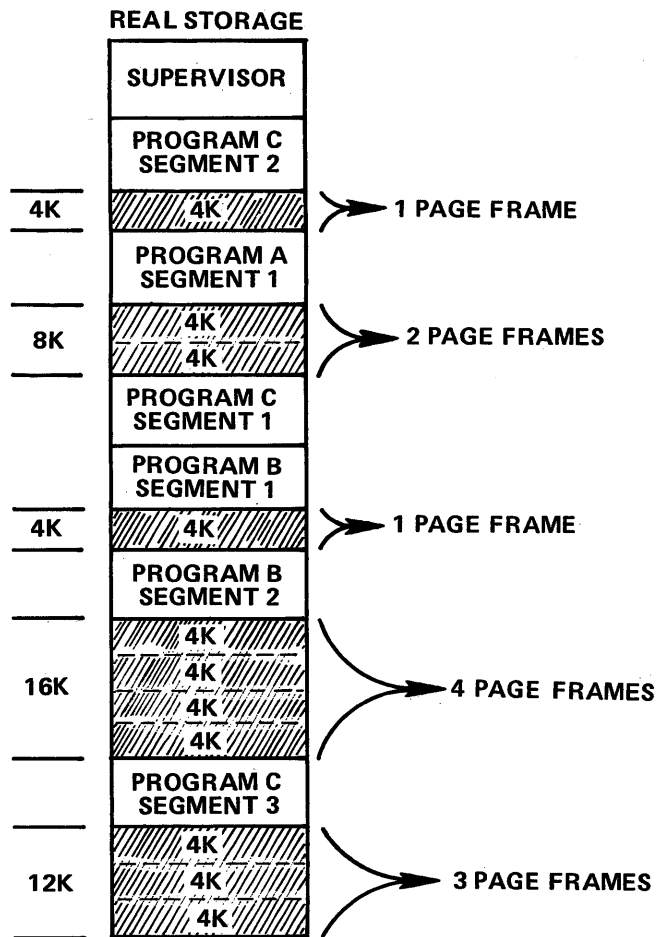 REAL STORAGE
SUPERVISOR
PROGRAM C
SEGMENT 2
4K
4K
1 PAGE FRAME
PROGRAM A
SEGMENT 1
8K
4K
4K
2 PAGE FRAMES
PROGRAM C
SEGMENT 1
PROGRAM B
SEGMENT 1
4K
4K
1 PAGE FRAME
PROGRAM B
SEGMENT 2
16K
4K
4K
4K
4K
4 PAGE FRAMES
PROGRAM C
SEGMENT 3
12K
4K
4K
4K
3 PAGE FRAMES